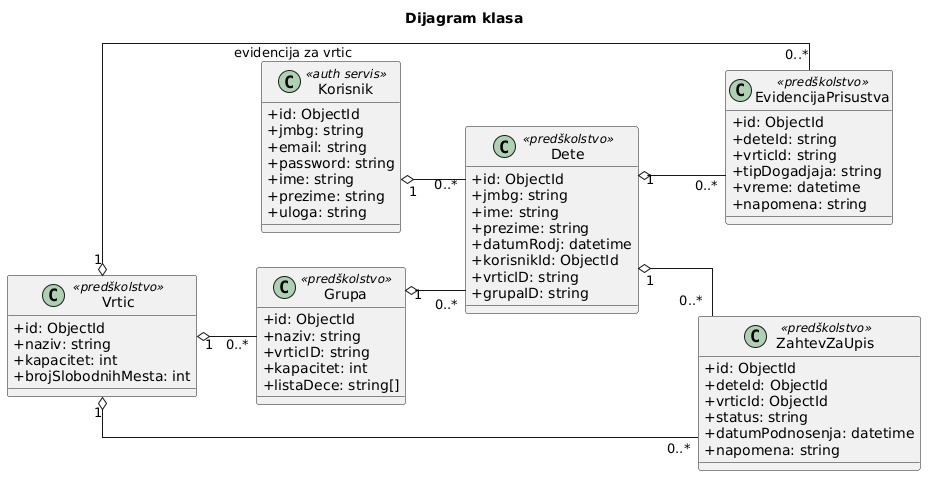 Dijagram klasa
evidencija za vrtic
0..*
1
C
«auth servis»
Korisnik
+id: ObjectId
+jmbg: string
+email: string
+password: string
+ime: string
+prezime: string
+uloga: string
1
0..*
C
«predškolstvo»
Dete
+id: ObjectId
+jmbg: string
+ime: string
+prezime: string
+datumRodj: datetime
+korisnikId: ObjectId
+vrticID: string
+grupaID: string
1
0..*
C
«predškolstvo»
EvidencijaPrisustva
+id: ObjectId
+deteId: string
+vrticId: string
+tipDogadjaja: string
+vreme: datetime
+napomena: string
C
«predškolstvo»
Vrtic
+id: ObjectId
+naziv: string
+kapacitet: int
+brojSlobodnihMesta: int
1
0..*
C
«predškolstvo»
Grupa
+id: ObjectId
+naziv: string
+vrticID: string
+kapacitet: int
+listaDece: string[]
1
0..*
1
0..*
C
«predškolstvo»
ZahtevZaUpis
+id: ObjectId
+deteId: ObjectId
+vrticId: ObjectId
+status: string
+datumPodnosenja: datetime
+napomena: string
1
0..*